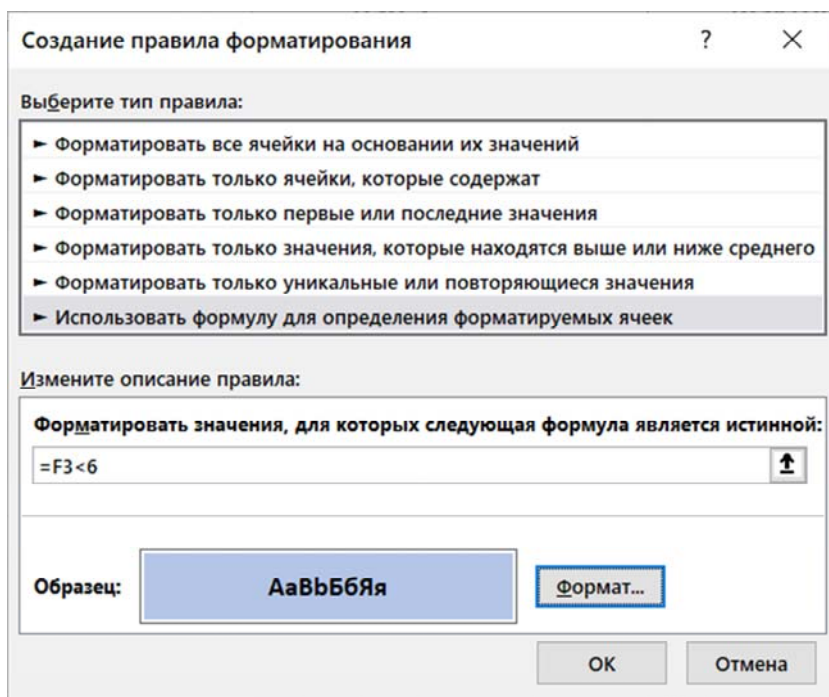 Создание правила форматирования ? ×
Выберите тип правила:
► Форматировать все ячейки на основании их значений
► Форматировать только ячейки, которые содержат
► Форматировать только первые или последние значения
► Форматировать только значения, которые находятся выше или ниже среднего
► Форматировать только уникальные или повторяющиеся значения
► Использовать формулу для определения форматируемых ячеек
Измените описание правила:
Форматировать значения, для которых следующая формула является истинной:
=F3<6
Образец: АаВbБбЯя Формат...
ОК Отмена